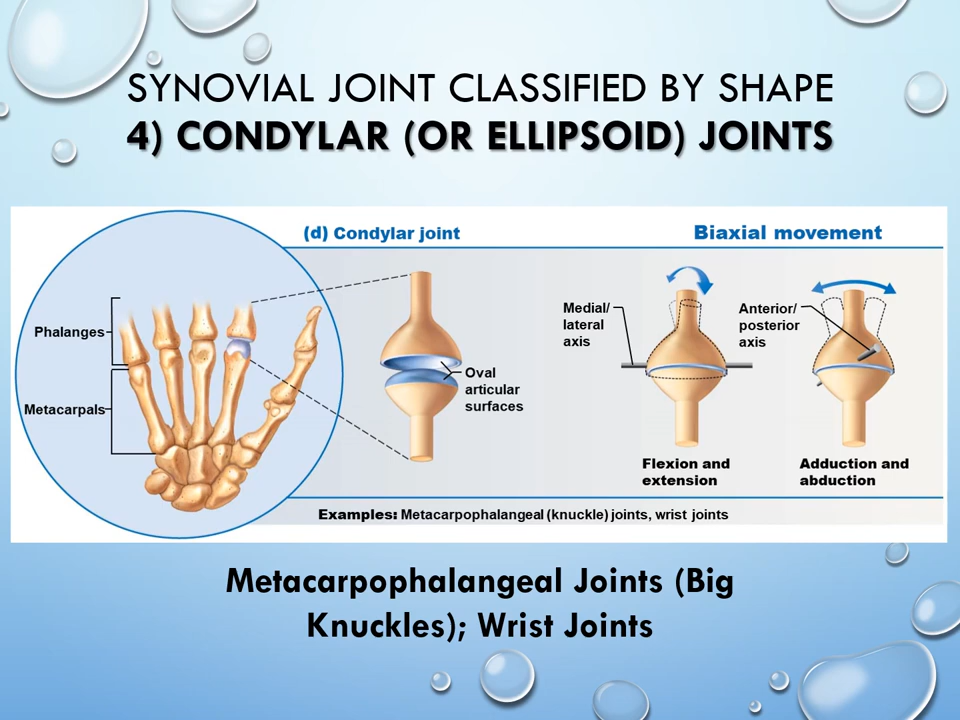 SYNOVIAL JOINT CLASSIFIED BY SHAPE
4) CONDYLAR (OR ELLIPSOID) JOINTS
(d) Condylar joint
Biaxial movement
Phalanges
Metacarpals
Oval
articular
surfaces
Medial/
lateral
axis
Anterior/
posterior
axis
Flexion and
extension
Adduction and
abduction
Examples: Metacarpophalangeal (knuckle) joints, wrist joints
Metacarpophalangeal Joints (Big
Knuckles); Wrist Joints